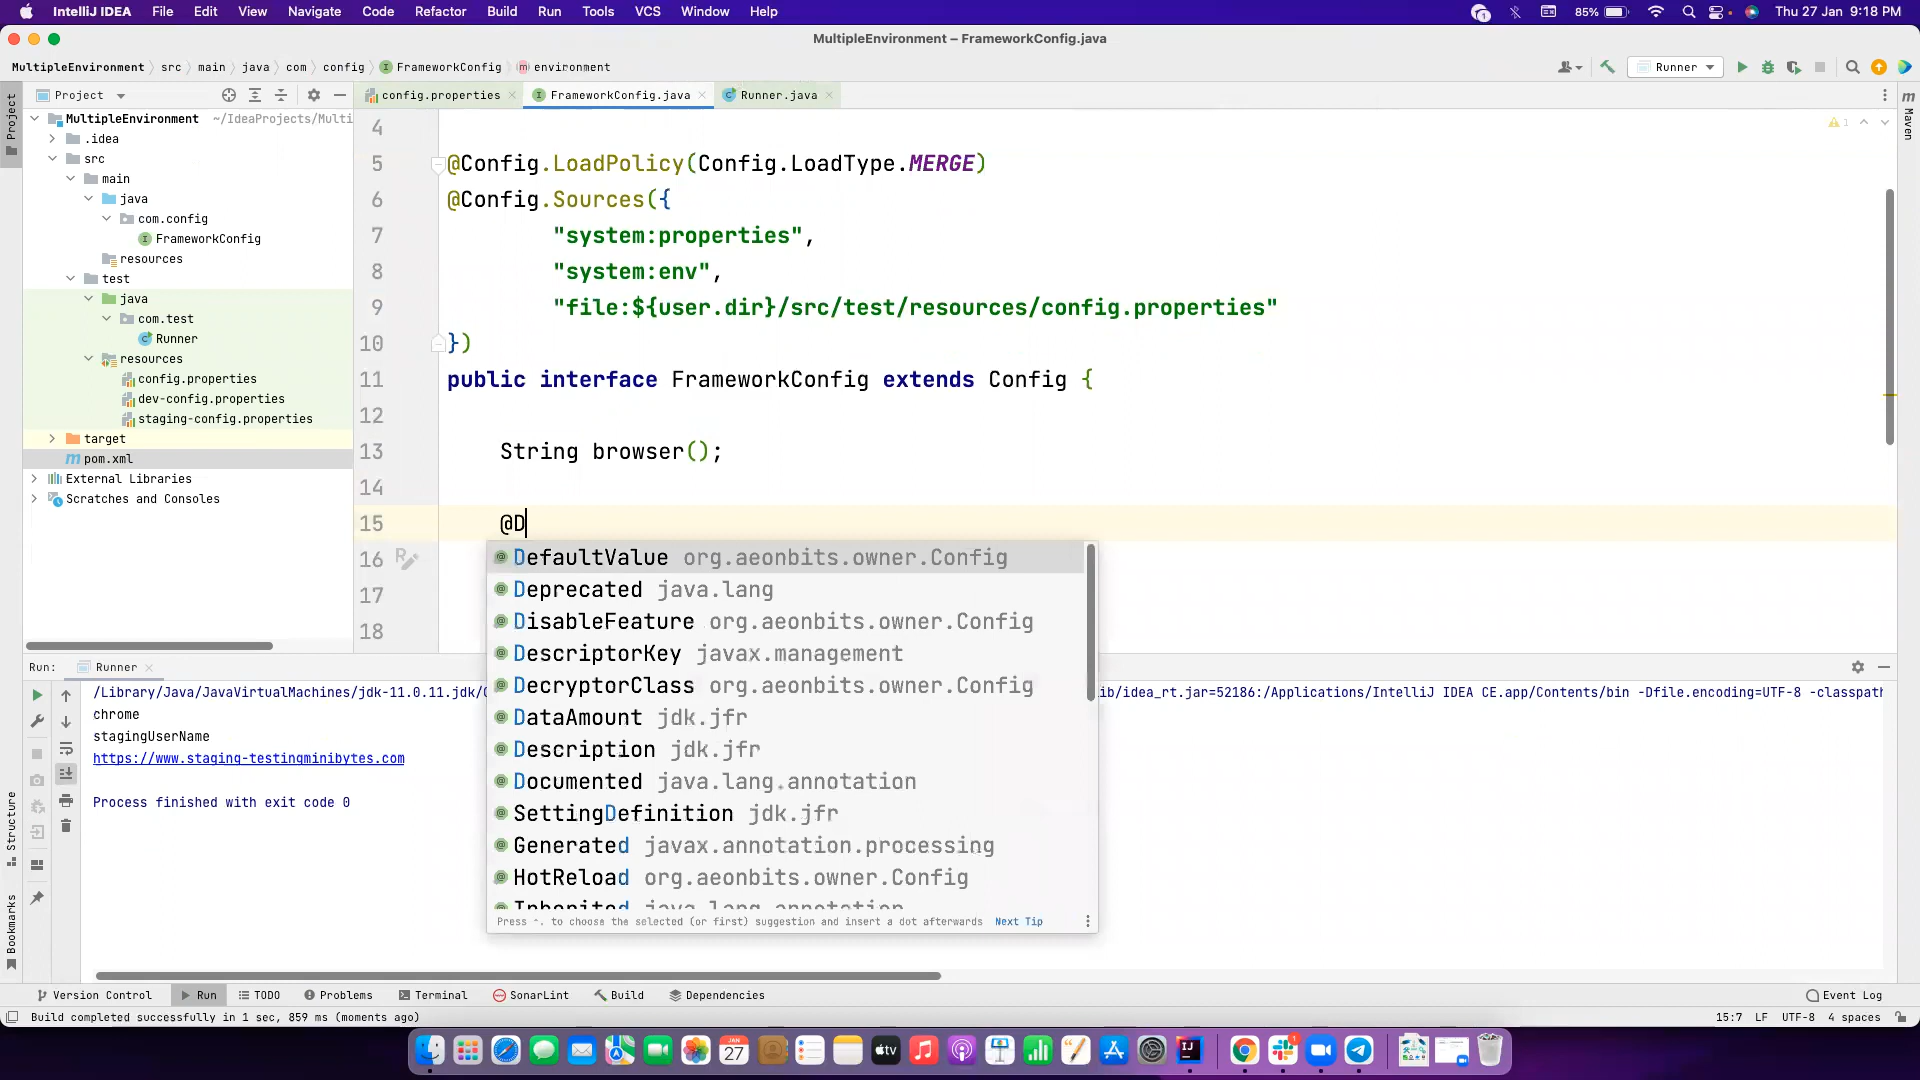 IntelliJ IDEA File Edit View Navigate Code Refactor Build Run Tools VCS Window Help 85% Thu 27 Jan 9:18 PM
MultipleEnvironment – FrameworkConfig.java
MultipleEnvironment src main java com config FrameworkConfig environment Runner
Project config.properties FrameworkConfig.java Runner.java
Project
Maven
Structure
Bookmarks
MultipleEnvironment ~/IdeaProjects/Multi
.idea
src
main
java
com.config
FrameworkConfig
resources
test
java
com.test
Runner
resources
config.properties
dev-config.properties
staging-config.properties
target
pom.xml
External Libraries
Scratches and Consoles
1
4
5 @Config.LoadPolicy(Config.LoadType.MERGE)
6 @Config.Sources({
7 "system:properties",
8 "system:env",
9 "file:${user.dir}/src/test/resources/config.properties"
10 })
11 public interface FrameworkConfig extends Config {
12
13 String browser();
14
15 @D
16
17
18
DefaultValue org.aeonbits.owner.Config
Deprecated java.lang
DisableFeature org.aeonbits.owner.Config
DescriptorKey javax.management
DecryptorClass org.aeonbits.owner.Config
DataAmount jdk.jfr
Description jdk.jfr
Documented java.lang.annotation
SettingDefinition jdk.jfr
Generated javax.annotation.processing
HotReload org.aeonbits.owner.Config
Inherited java.lang.annotation
Press ^. to choose the selected (or first) suggestion and insert a dot afterwards Next Tip
Run: Runner
/Library/Java/JavaVirtualMachines/jdk-11.0.11.jdk/ ib/idea_rt.jar=52186:/Applications/IntelliJ IDEA CE.app/Contents/bin -Dfile.encoding=UTF-8 -classpath
chrome
stagingUserName
https://www.staging-testingminibytes.com
Process finished with exit code 0
Version Control Run TODO Problems Terminal SonarLint Build Dependencies Event Log
Build completed successfully in 1 sec, 859 ms (moments ago) 15:7 LF UTF-8 4 spaces
JAN
27
tv
IJ
1